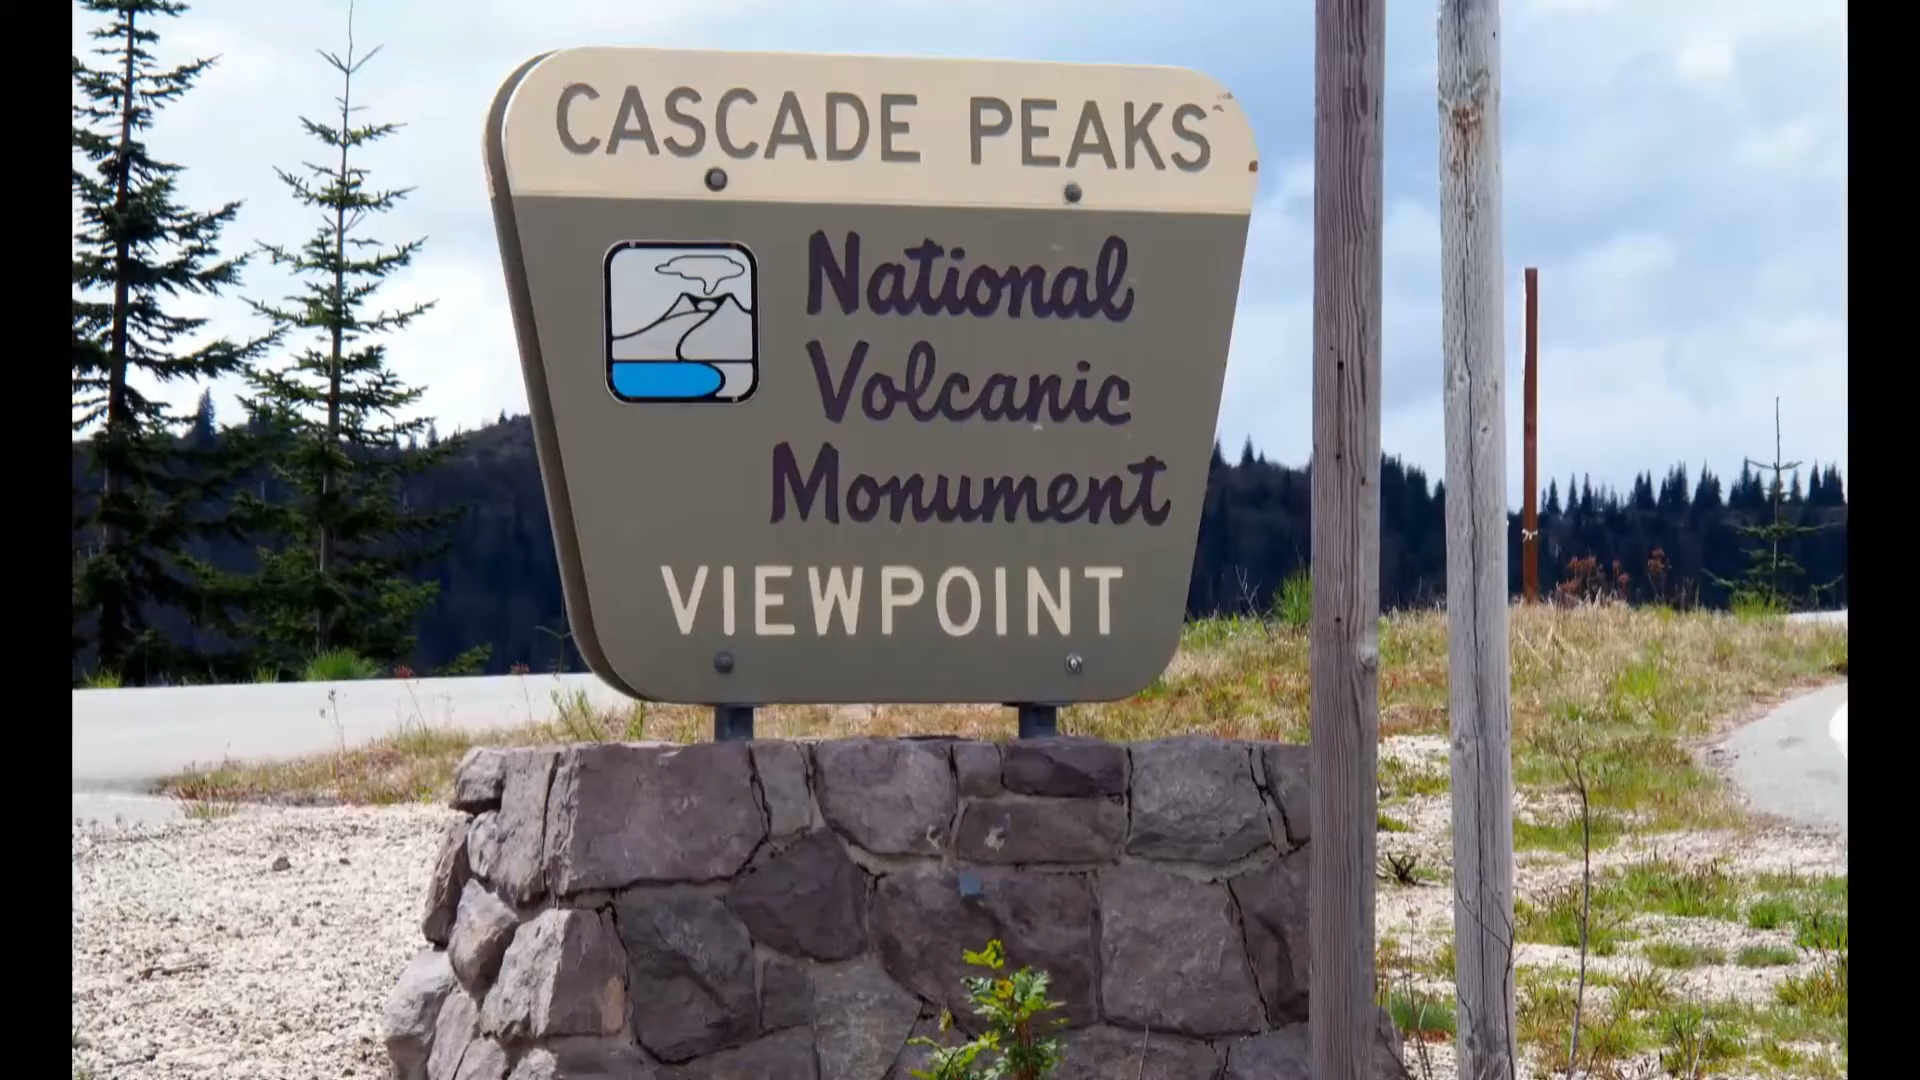 CASCADE PEAKS
National
Volcanic
Monument
VIEWPOINT